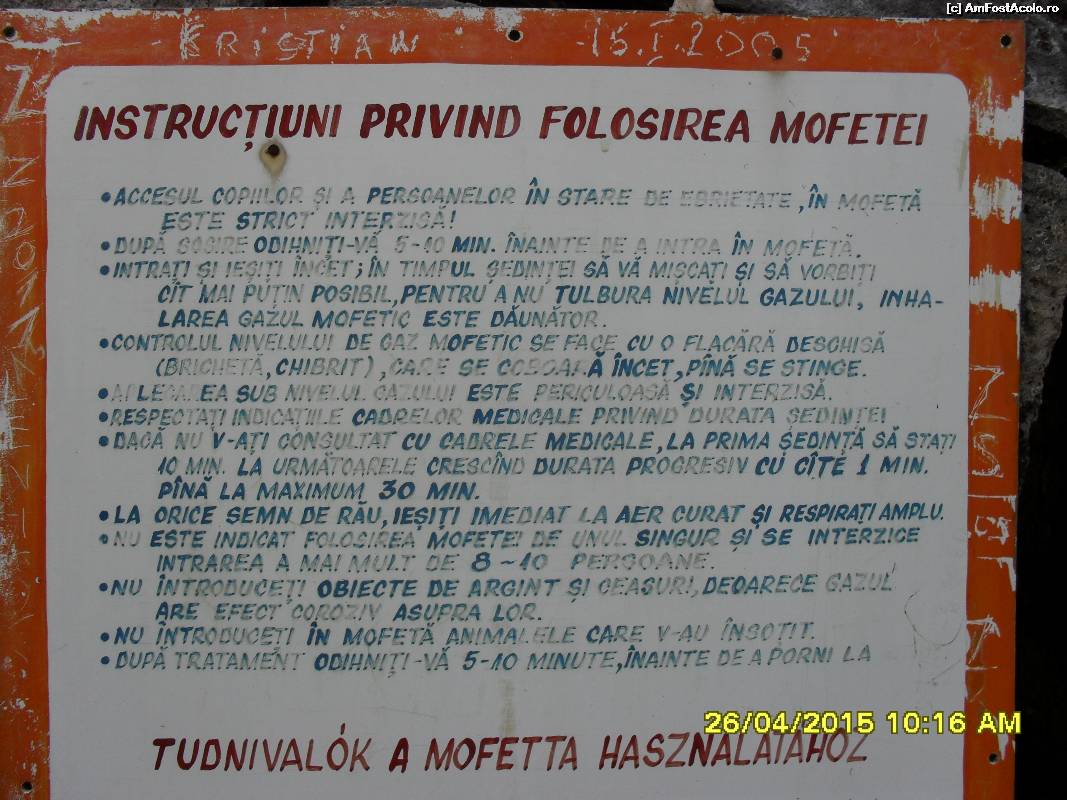 [c] AmFostAcolo.ro
KRISTIAN 15.I.2005
INSTRUCȚIUNI PRIVIND FOLOSIREA MOFETEI
•ACCESUL COPIILOR ȘI A PERSOANELOR ÎN STARE DE EBRIETATE, ÎN MOFETĂ
ESTE STRICT INTERZISĂ!
•DUPĂ SOSIRE ODIHNIȚI-VĂ 5-10 MIN. ÎNAINTE DE A INTRA ÎN MOFETĂ.
•INTRAȚI ȘI IEȘIȚI ÎNCET; ÎN TIMPUL ȘEDINȚEI SĂ VĂ MIȘCAȚI ȘI SĂ VORBIȚI
CÎT MAI PUȚIN POSIBIL, PENTRU A NU TULBURA NIVELUL GAZULUI, INHA-
LAREA GAZUL MOFETIC ESTE DĂUNĂTOR.
•CONTROLUL NIVELULUI DE GAZ MOFETIC SE FACE CU O FLACĂRĂ DESCHISĂ
(BRICHETĂ, CHIBRIT), CARE SE COBOARĂ ÎNCET, PÎNĂ SE STINGE.
•APLECAREA SUB NIVELUL GAZULUI ESTE PERICULOASĂ ȘI INTERZISĂ.
•RESPECTAȚI INDICAȚIILE CADRELOR MEDICALE PRIVIND DURATA ȘEDINȚEI
•DACĂ NU V-AȚI CONSULTAT CU CADRELE MEDICALE, LA PRIMA ȘEDINȚĂ SĂ STAȚI
10 MIN. LA URMĂTOARELE CRESCÎND DURATA PROGRESIV CU CÎTE 1 MIN.
PÎNĂ LA MAXIMUM 30 MIN.
•LA ORICE SEMN DE RĂU, IEȘIȚI IMEDIAT LA AER CURAT ȘI RESPIRAȚI AMPLU.
•NU ESTE INDICAT FOLOSIREA MOFETEI DE UNUL SINGUR ȘI SE INTERZICE
INTRAREA A MAI MULT DE 8-10 PERSOANE.
•NU ÎNTRODUCEȚI OBIECTE DE ARGINT ȘI CEASURI, DEOARECE GAZUL
ARE EFECT COROZIV ASUPRA LOR.
•NU ÎNTRODUCEȚI ÎN MOFETĂ ANIMALELE CARE V-AU ÎNSOȚIT.
•DUPĂ TRATAMENT ODIHNIȚI-VĂ 5-10 MINUTE, ÎNAINTE DE A PORNI LA
26/04/2015 10:16 AM
TUDNIVALÓK A MOFETTA HASZNÁLATÁHOZ